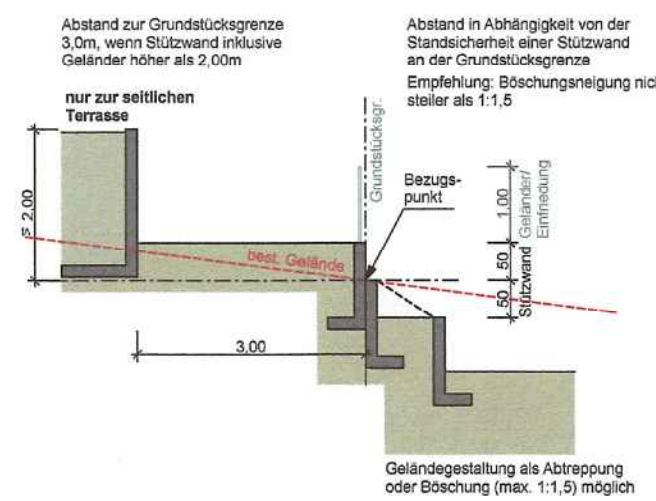 Abstand zur Grundstücksgrenze
3,0m, wenn Stützwand inklusive
Geländer höher als 2,00m
nur zur seitlichen
Terrasse
Abstand in Abhängigkeit von der
Standsicherheit einer Stützwand
an der Grundstücksgrenze
Empfehlung: Böschungsneigung nic
steiler als 1:1,5
Grundstücksgr.
Bezugs-
punkt
≤ 2,00
best. Gelände
3,00
1,00
50
50
Geländer/
Einfriedung
Stützwand
Geländegestaltung als Abtreppung
oder Böschung (max. 1:1,5) möglich